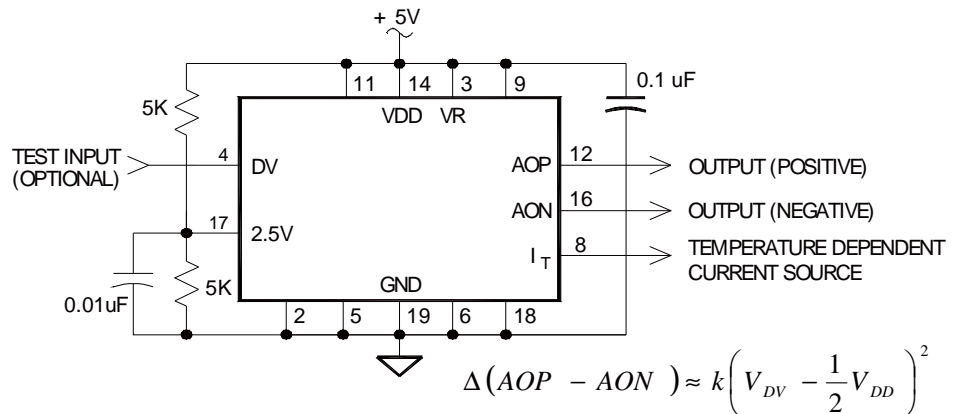 + 5V
11 14 3 9
0.1 uF
5K
VDD VR
TEST INPUT
(OPTIONAL)
4
DV
AOP
12
OUTPUT (POSITIVE)
AON
16
OUTPUT (NEGATIVE)
17
2.5V
I T
8
TEMPERATURE DEPENDENT
CURRENT SOURCE
0.01uF
5K
GND
2 5 19 6 18
Δ(AOP - AON) ≈ k(V_DV - 1/2 V_DD)^2